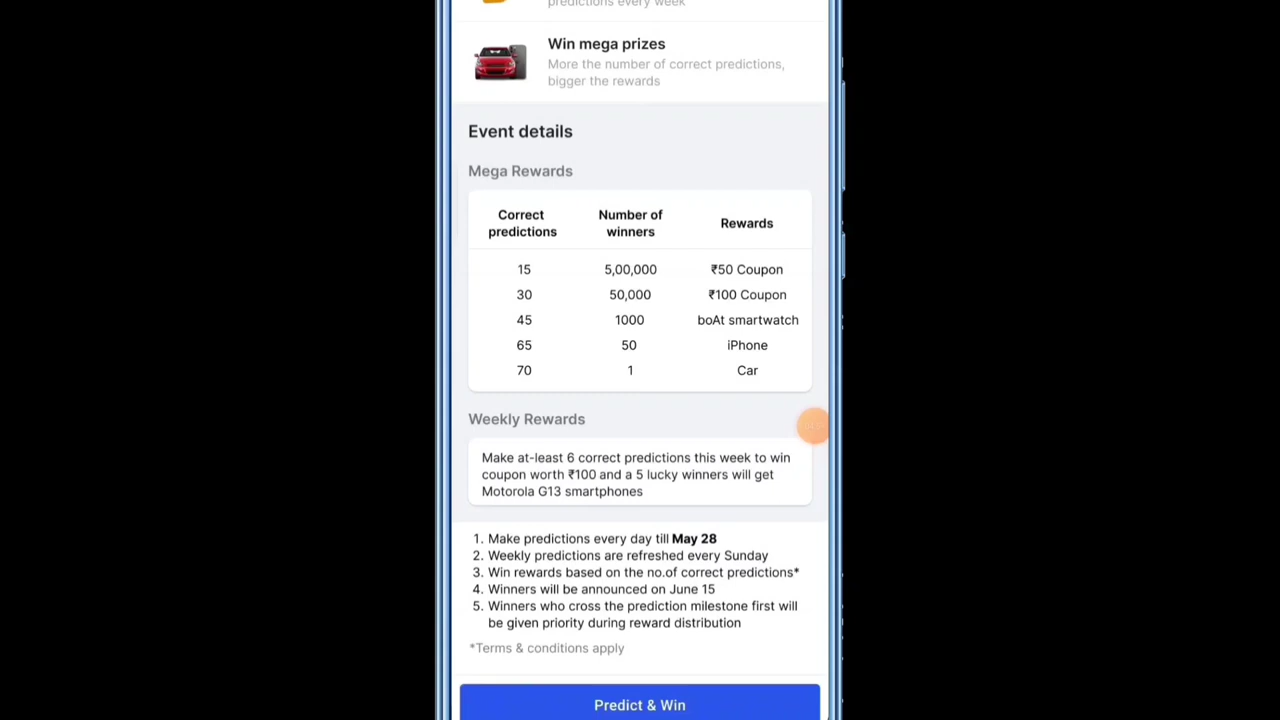 predictions every week
Win mega prizes
More the number of correct predictions,
bigger the rewards
Event details
Mega Rewards
Correct predictions Number of winners Rewards
15 5,00,000 ₹50 Coupon
30 50,000 ₹100 Coupon
45 1000 boAt smartwatch
65 50 iPhone
70 1 Car
Weekly Rewards
Make at-least 6 correct predictions this week to win
coupon worth ₹100 and a 5 lucky winners will get
Motorola G13 smartphones
1. Make predictions every day till May 28
2. Weekly predictions are refreshed every Sunday
3. Win rewards based on the no.of correct predictions*
4. Winners will be announced on June 15
5. Winners who cross the prediction milestone first will
be given priority during reward distribution
*Terms & conditions apply
Predict & Win